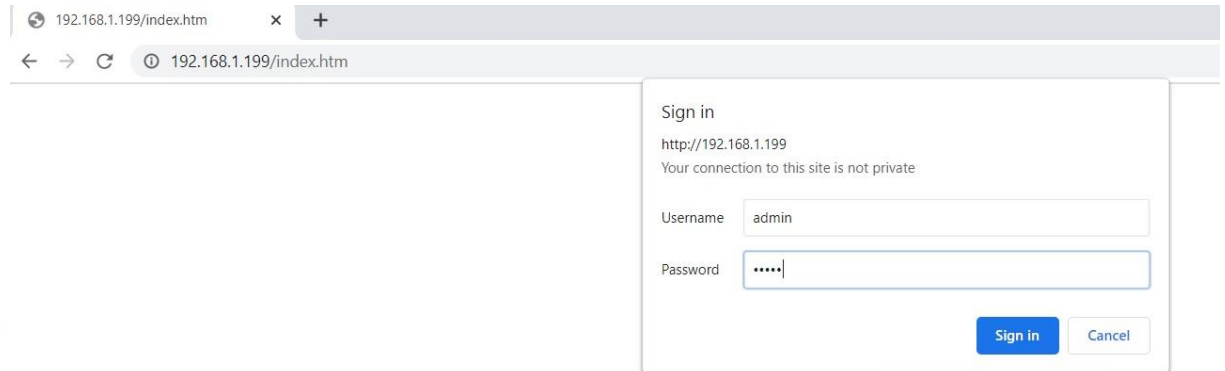 192.168.1.199/index.htm
192.168.1.199/index.htm
Sign in
http://192.168.1.199
Your connection to this site is not private
Username admin
Password •••••
Sign in Cancel